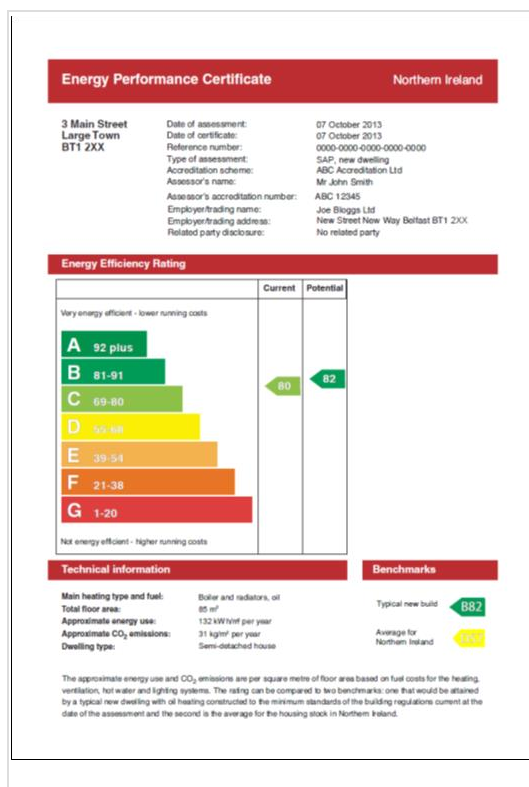 Energy Performance Certificate
Northern Ireland
3 Main Street
Large Town
BT1 2XX
Date of assessment: 07 October 2013
Date of certificate: 07 October 2013
Reference number: 0000-0000-0000-0000-0000
Type of assessment: SAP, new dwelling
Accreditation scheme: ABC Accreditation Ltd
Assessor's name: Mr John Smith
Assessor's accreditation number: ABC 12345
Employer/trading name: Joe Bloggs Ltd
Employer/trading address: New Street New Way Belfast BT1 2XX
Related party disclosure: No related party
Energy Efficiency Rating
Current Potential
Very energy efficient - lower running costs
A 92 plus
B 81-91
C 69-80
D 55-68
E 39-54
F 21-38
G 1-20
80
82
Not energy efficient - higher running costs
Technical information
Main heating type and fuel: Boiler and radiators, oil
Total floor area: 85 m²
Approximate energy use: 132 kWh/m² per year
Approximate CO₂ emissions: 31 kg/m² per year
Dwelling type: Semi-detached house
Benchmarks
Typical new build B82
Average for
Northern Ireland
The approximate energy use and CO₂ emissions are per square metre of floor area based on fuel costs for the heating,
ventilation, hot water and lighting systems. The rating can be compared to two benchmarks: one that would be attained
by a typical new dwelling with oil heating constructed to the minimum standards of the building regulations current at the
date of the assessment and the second is the average for the housing stock in Northern Ireland.